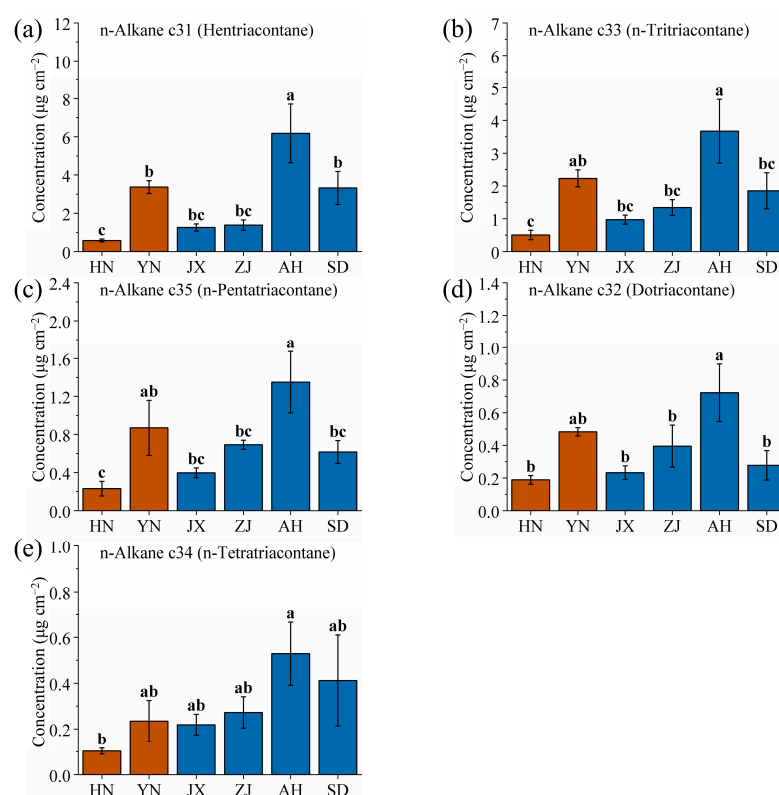 (a) n-Alkane c31 (Hentriacontane)
Concentration (μg cm−2)
12
10
8
6
4
2
0
c b bc bc a b
HN YN JX ZJ AH SD
(b) n-Alkane c33 (n-Tritriacontane)
Concentration (μg cm−2)
7
6
5
4
3
2
1
0
c ab bc bc a bc
HN YN JX ZJ AH SD
(c) n-Alkane c35 (n-Pentatriacontane)
Concentration (μg cm−2)
2.4
2.0
1.6
1.2
0.8
0.4
0.0
c ab bc bc a bc
HN YN JX ZJ AH SD
(d) n-Alkane c32 (Dotriacontane)
Concentration (μg cm−2)
1.4
1.2
1.0
0.8
0.6
0.4
0.2
0.0
b ab b b a b
HN YN JX ZJ AH SD
(e) n-Alkane c34 (n-Tetratriacontane)
Concentration (μg cm−2)
1.0
0.8
0.6
0.4
0.2
0.0
b ab ab ab a ab
HN YN JX ZJ AH SD